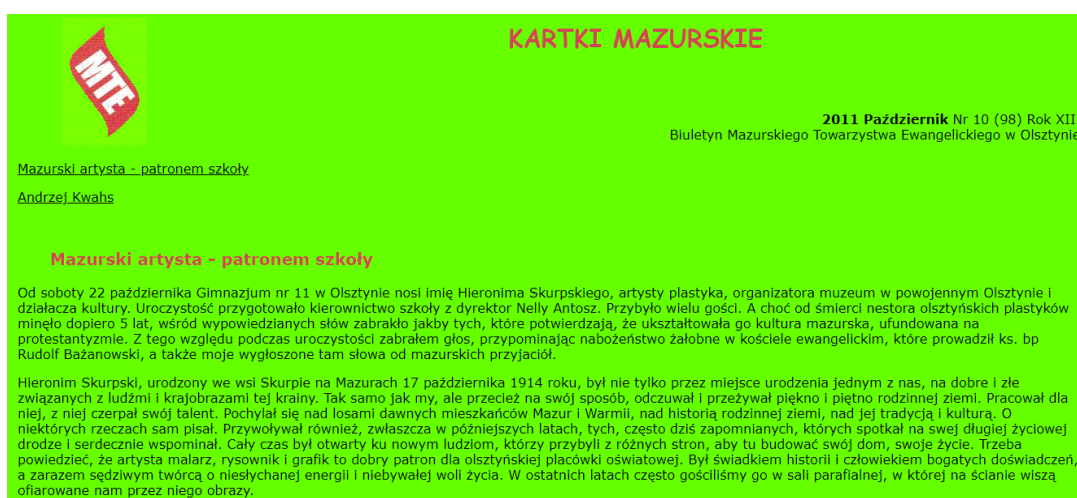 MTE
KARTKI MAZURSKIE
2011 Październik Nr 10 (98) Rok XII
Biuletyn Mazurskiego Towarzystwa Ewangelickiego w Olsztynie
Mazurski artysta - patronem szkoły
Andrzej Kwahs
Mazurski artysta - patronem szkoły
Od soboty 22 października Gimnazjum nr 11 w Olsztynie nosi imię Hieronima Skurpskiego, artysty plastyka, organizatora muzeum w powojennym Olsztynie i
działacza kultury. Uroczystość przygotowało kierownictwo szkoły z dyrektor Nelly Antosz. Przybyło wielu gości. A choć od śmierci nestora olsztyńskich plastyków
minęło dopiero 5 lat, wśród wypowiedzianych słów zabrakło jakby tych, które potwierdzają, że ukształtowała go kultura mazurska, ufundowana na
protestantyzmie. Z tego względu podczas uroczystości zabrałem głos, przypominając nabożeństwo żałobne w kościele ewangelickim, które prowadził ks. bp
Rudolf Bażanowski, a także moje wygłoszone tam słowa od mazurskich przyjaciół.
Hieronim Skurpski, urodzony we wsi Skurpie na Mazurach 17 października 1914 roku, był nie tylko przez miejsce urodzenia jednym z nas, na dobre i złe
związanych z ludźmi i krajobrazami tej krainy. Tak samo jak my, ale przecież na swój sposób, odczuwał i przeżywał piękno i piętno rodzinnej ziemi. Pracował dla
niej, z niej czerpał swój talent. Pochylał się nad losami dawnych mieszkańców Mazur i Warmii, nad historią rodzinnej ziemi, nad jej tradycją i kulturą. O
niektórych rzeczach sam pisał. Przywoływał również, zwłaszcza w późniejszych latach, tych, często dziś zapomnianych, których spotkał na swej długiej życiowej
drodze i serdecznie wspominał. Cały czas był otwarty ku nowym ludziom, którzy przybyli z różnych stron, aby tu budować swój dom, swoje życie. Trzeba
powiedzieć, że artysta malarz, rysownik i grafik to dobry patron dla olsztyńskiej placówki oświatowej. Był świadkiem historii i człowiekiem bogatych doświadczeń,
a zarazem sędziwym twórcą o niesłychanej energii i niebywałej woli życia. W ostatnich latach często gościliśmy go w sali parafialnej, w której na ścianie wiszą
ofiarowane nam przez niego obrazy.